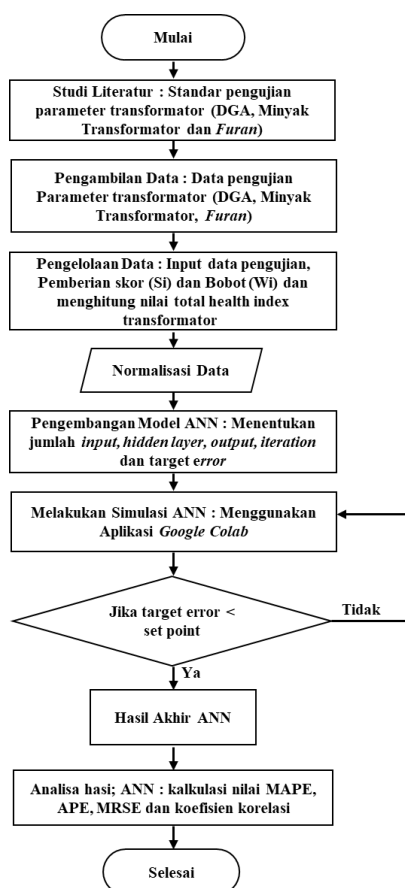 Mulai
Studi Literatur : Standar pengujian
parameter transformator (DGA, Minyak
Transformator dan Furan)
Pengambilan Data : Data pengujian
Parameter transformator (DGA, Minyak
Transformator, Furan)
Pengelolaan Data : Input data pengujian,
Pemberian skor (Si) dan Bobot (Wi) dan
menghitung nilai total health index
transformator
Normalisasi Data
Pengembangan Model ANN : Menentukan
jumlah input, hidden layer, output, iteration
dan target error
Melakukan Simulasi ANN : Menggunakan
Aplikasi Google Colab
Jika target error <
set point
Tidak
Ya
Hasil Akhir ANN
Analisa hasi; ANN : kalkulasi nilai MAPE,
APE, MRSE dan koefisien korelasi
Selesai